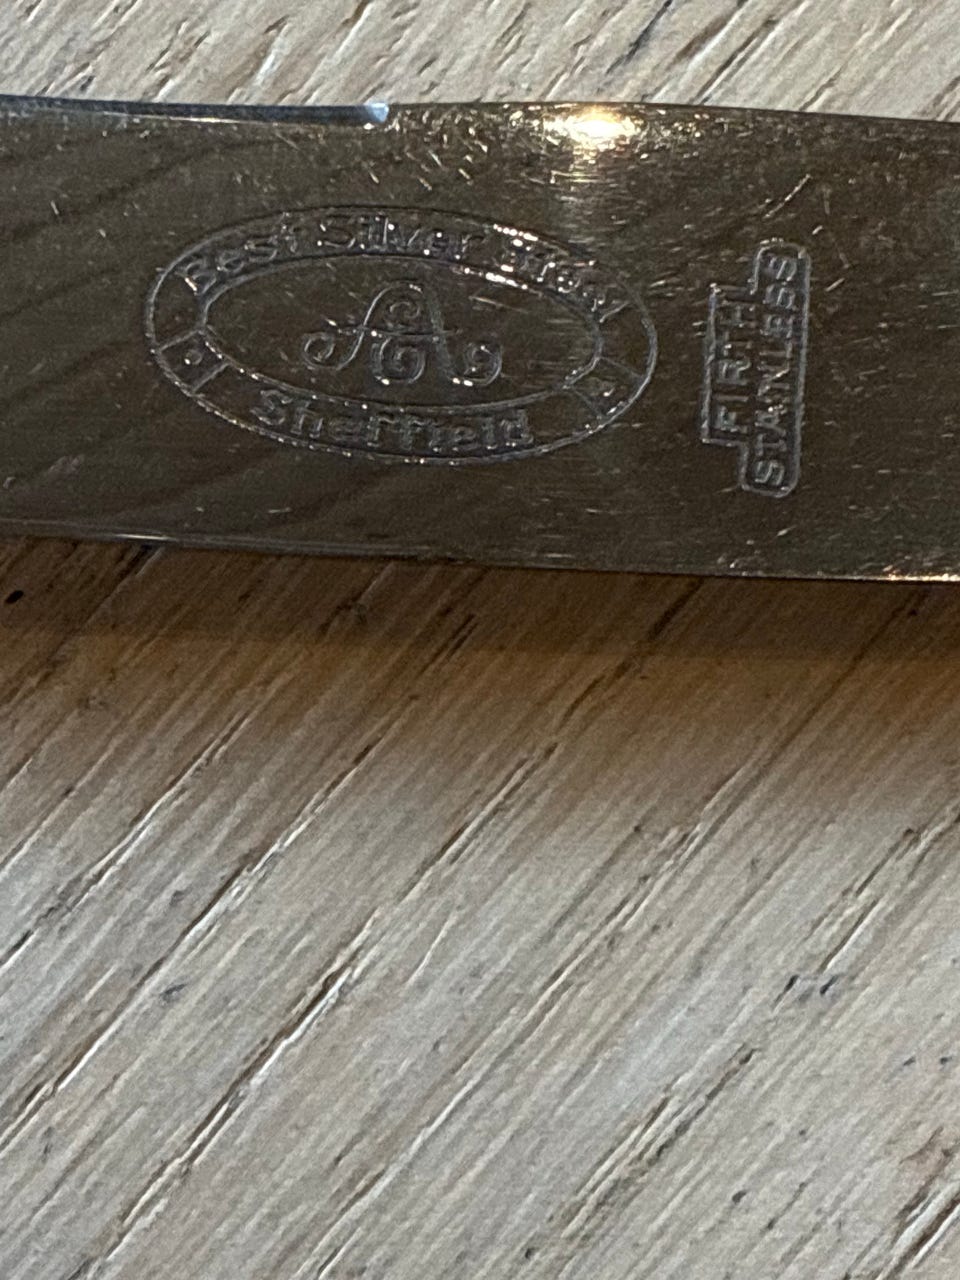 Best Silver Steel
A
Sheffield
FIRTH
STAINLESS